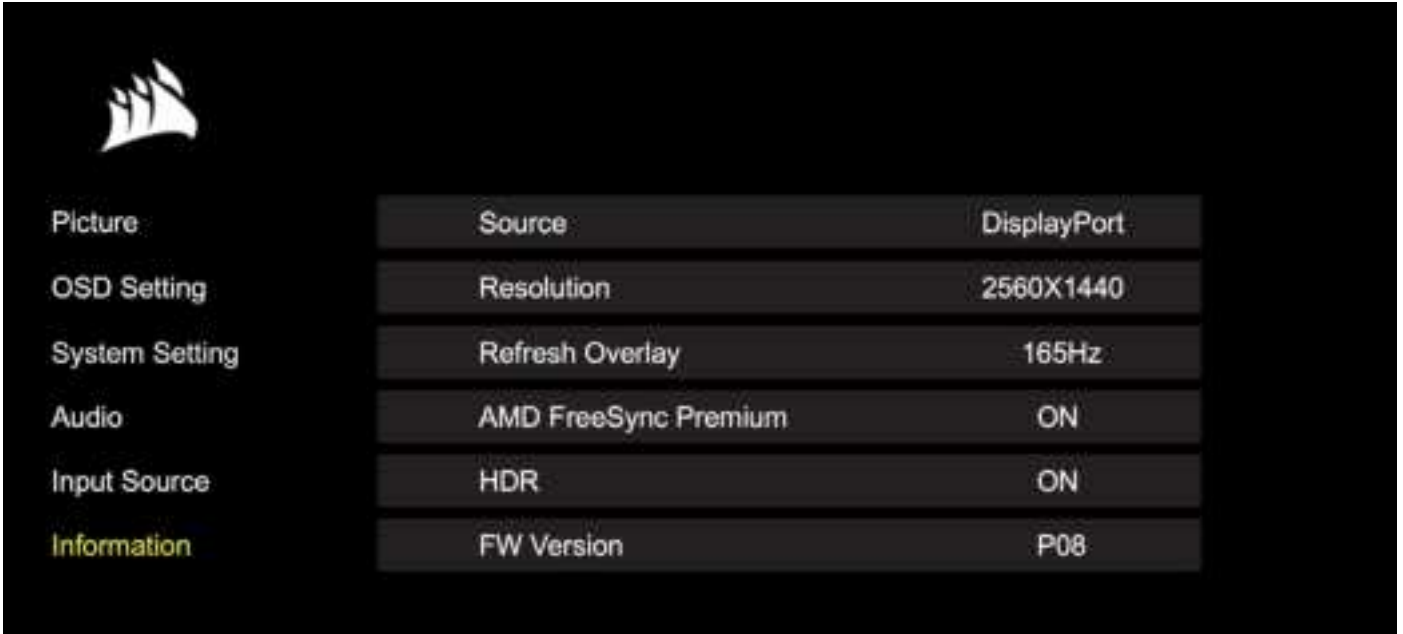 Picture Source DisplayPort
OSD Setting Resolution 2560X1440
System Setting Refresh Overlay 165Hz
Audio AMD FreeSync Premium ON
Input Source HDR ON
Information FW Version P08